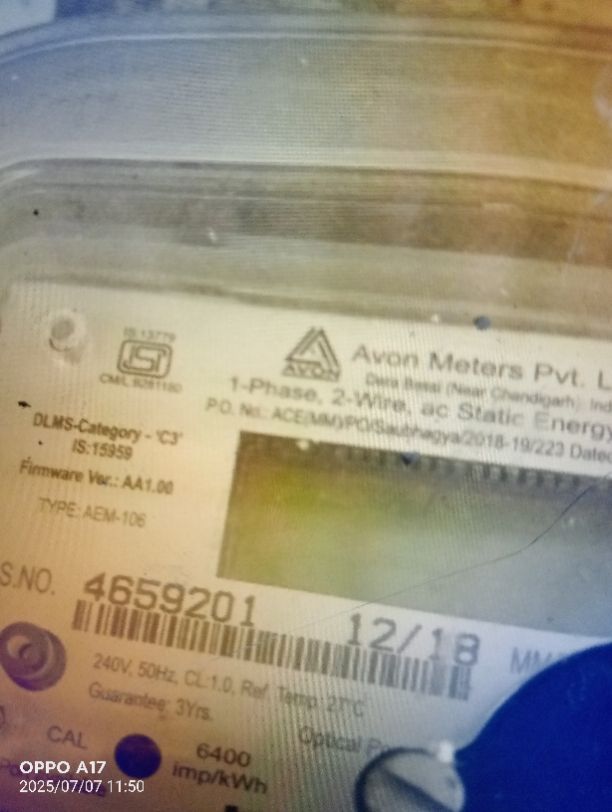 IS:13779
ISI
CM/L 9281180
AVON
Avon Meters Pvt. L
Dera Bassi (Near Chandigarh)
1-Phase, 2-Wire, ac Static Energy
P.O. No.: ACE(MM)/PO/Saubhagya/2018-19/223 Dated
DLMS-Category - 'C3'
IS:15959
Firmware Ver.: AA1.00
TYPE: AEM-106
S.NO. 4659201 12/18
240V, 50Hz, CL:1.0, Ref. Temp. 27°C
Guarantee: 3Yrs.
Optical
CAL
6400
imp/kWh
OPPO A17
2025/07/07 11:50